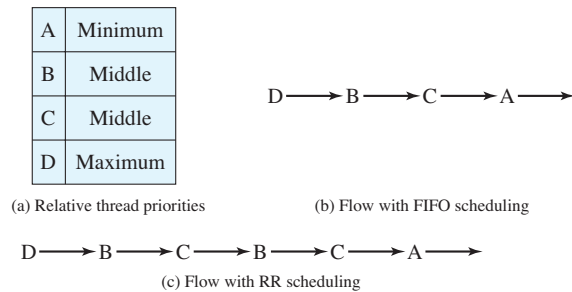 A Minimum
B Middle
C Middle
D Maximum
(a) Relative thread priorities
D B C A
(b) Flow with FIFO scheduling
D B C B C A
(c) Flow with RR scheduling